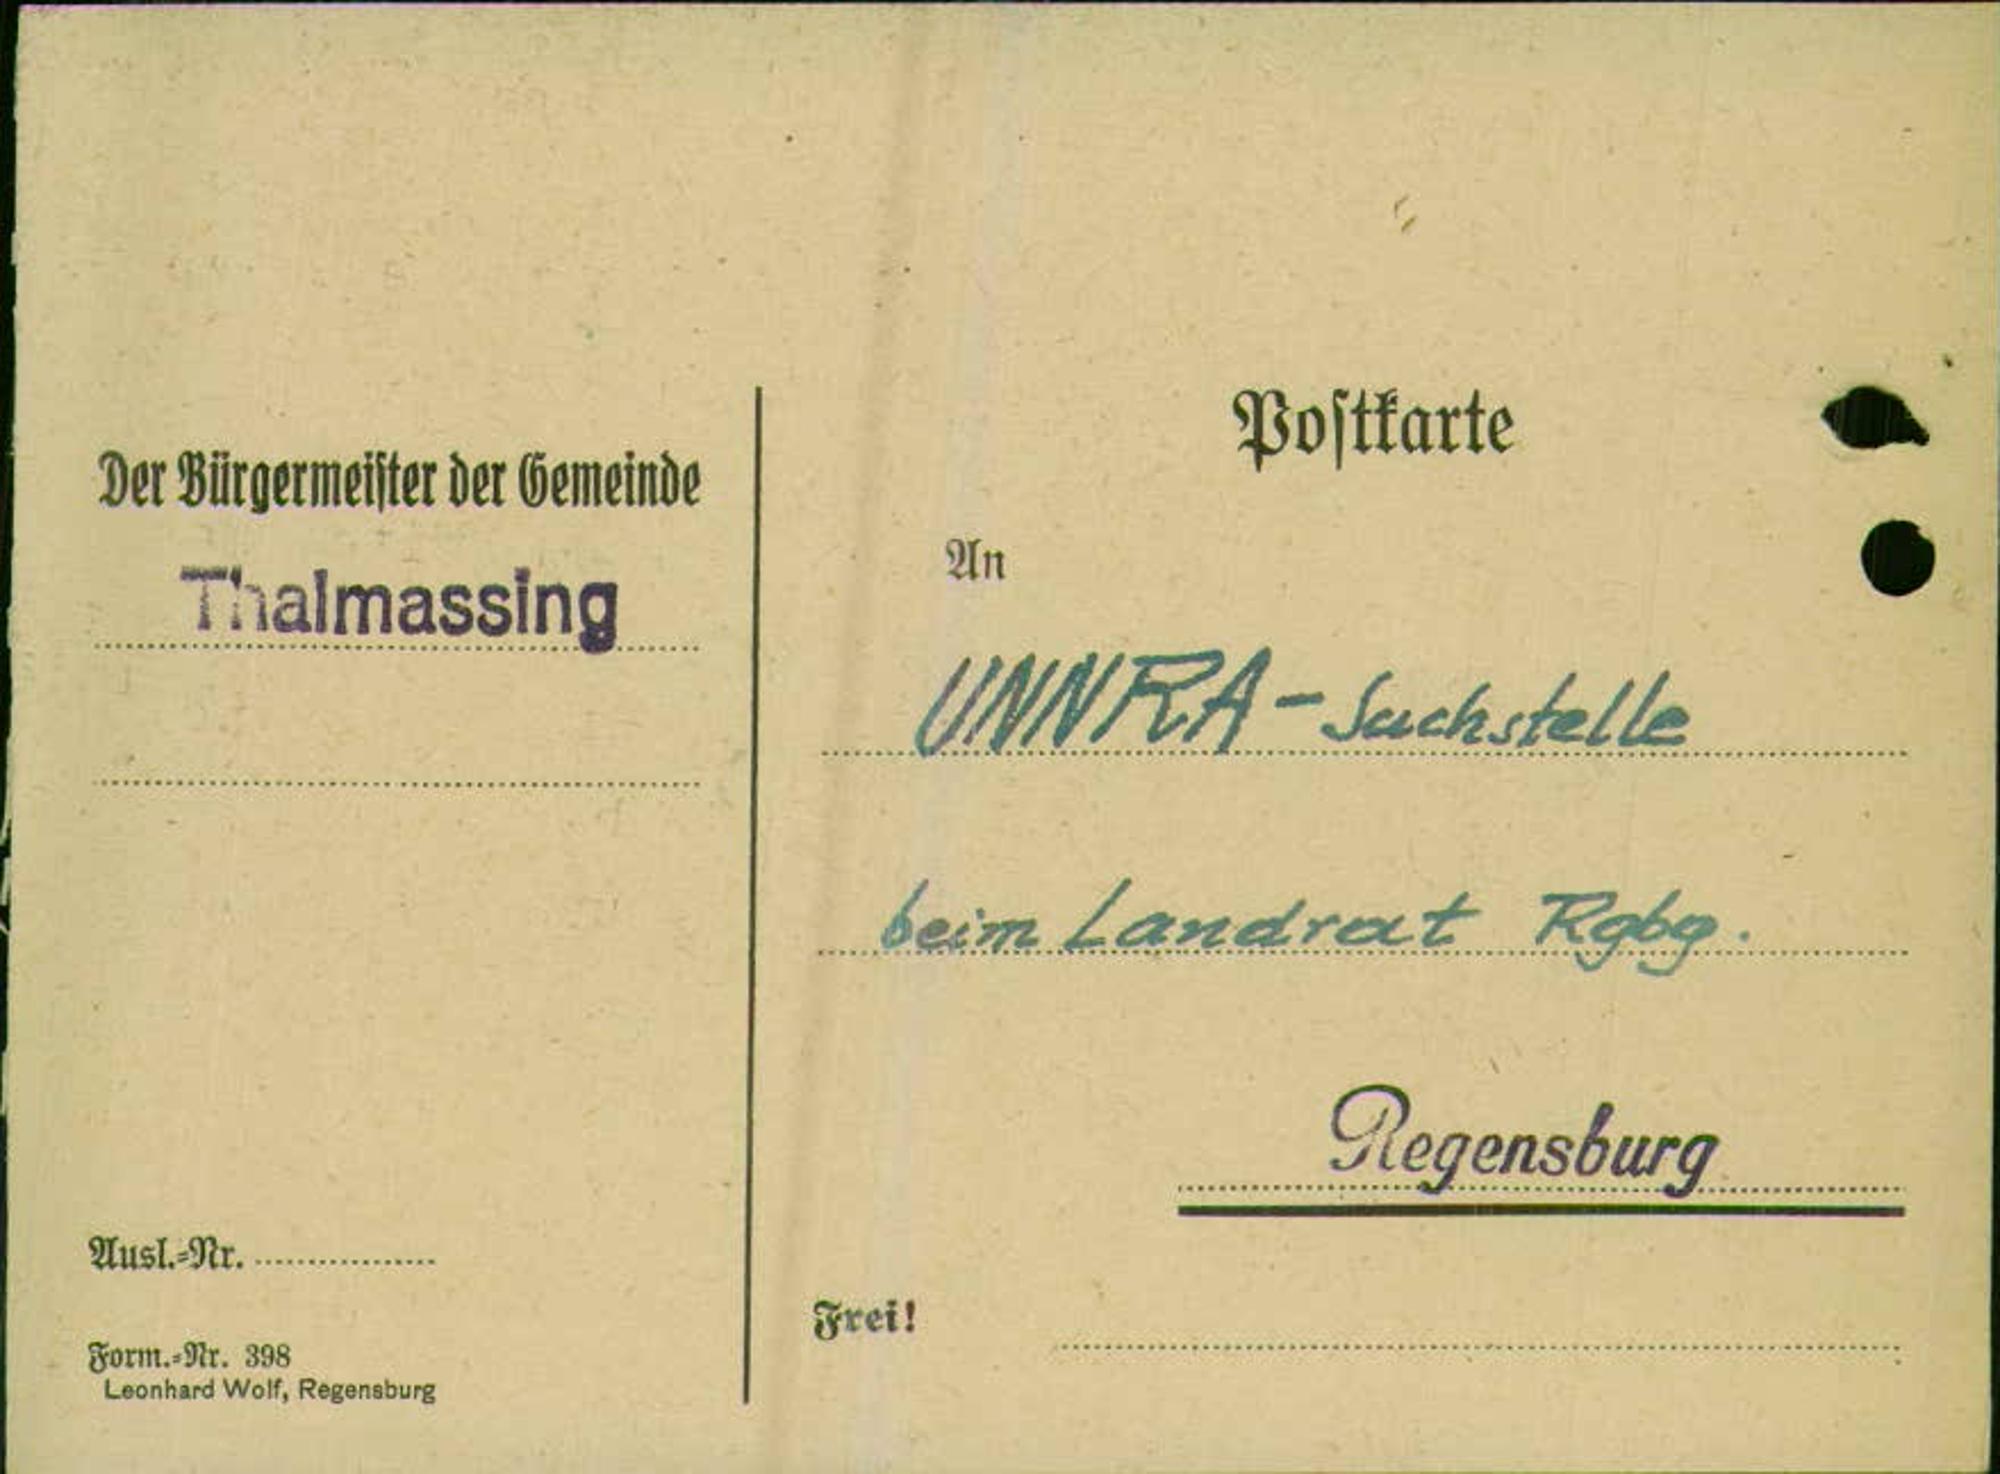 Der Bürgermeister der Gemeinde
Thalmassing
Ausl.-Nr.
Form.-Nr. 398
Leonhard Wolf, Regensburg
Postkarte
An
UNNRA - Suchstelle
beim Landrat Rgbg.
Regensburg
Frei!